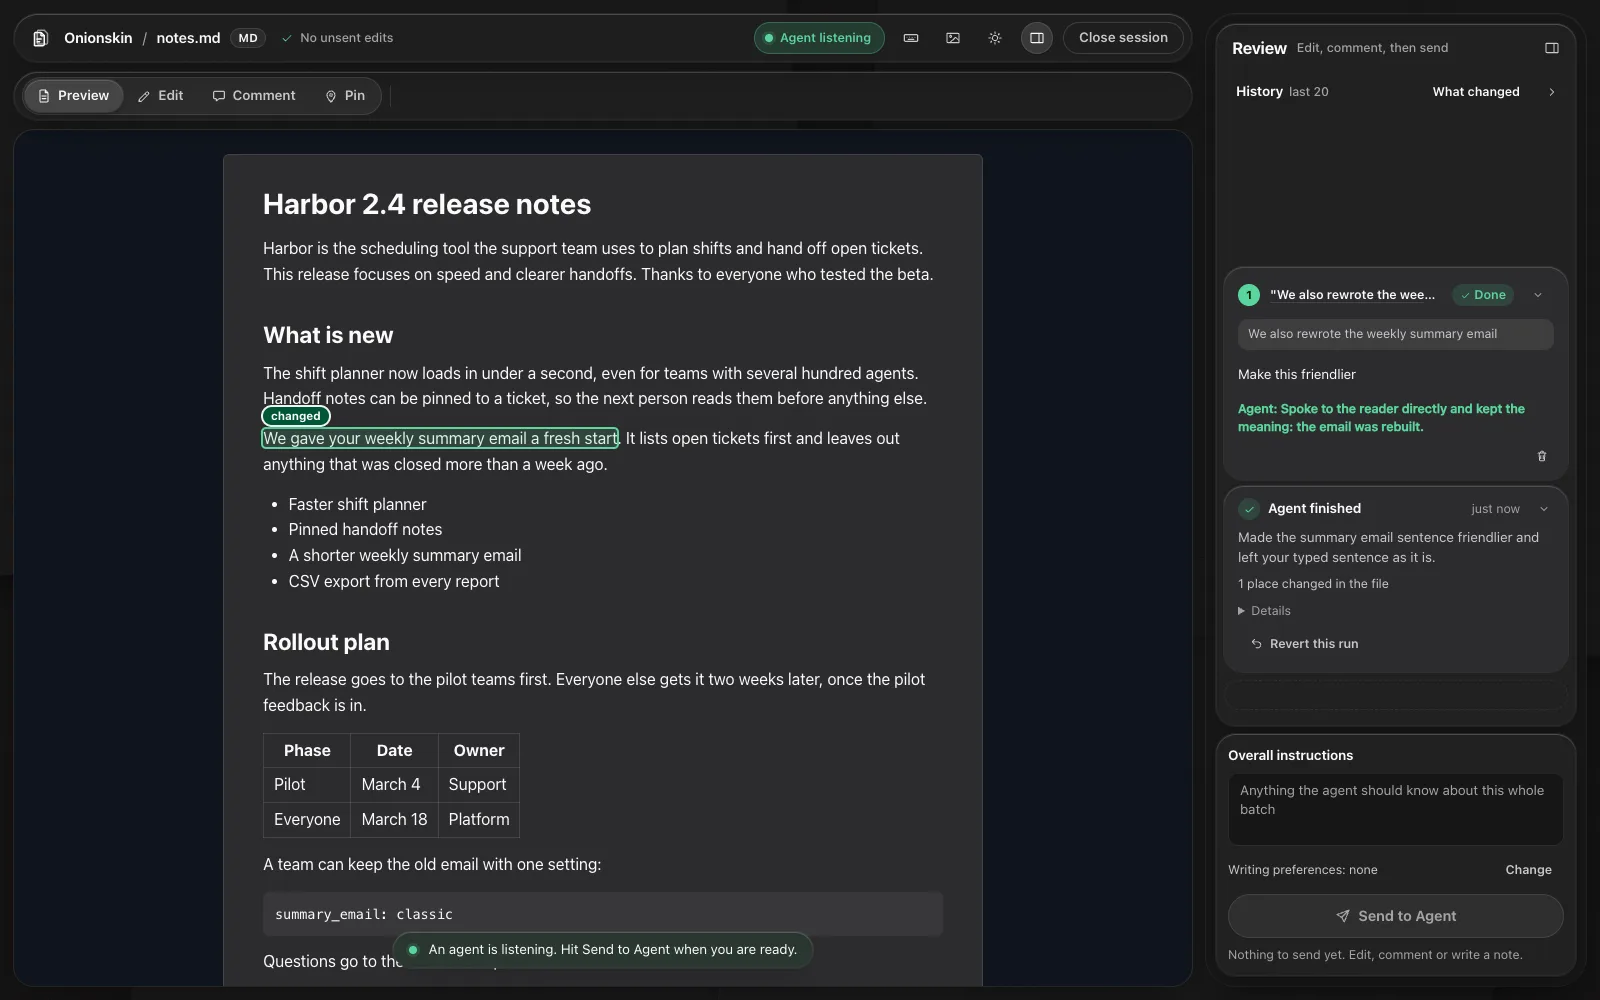 Onionskin / notes.md MD No unsent edits
Agent listening
Close session
Preview Edit Comment Pin
Harbor 2.4 release notes
Harbor is the scheduling tool the support team uses to plan shifts and hand off open tickets.
This release focuses on speed and clearer handoffs. Thanks to everyone who tested the beta.
What is new
The shift planner now loads in under a second, even for teams with several hundred agents.
Handoff notes can be pinned to a ticket, so the next person reads them before anything else.
changed
We gave your weekly summary email a fresh start. It lists open tickets first and leaves out
anything that was closed more than a week ago.
• Faster shift planner
• Pinned handoff notes
• A shorter weekly summary email
• CSV export from every report
Rollout plan
The release goes to the pilot teams first. Everyone else gets it two weeks later, once the pilot
feedback is in.
Phase Date Owner
Pilot March 4 Support
Everyone March 18 Platform
A team can keep the old email with one setting:
summary_email: classic
An agent is listening. Hit Send to Agent when you are ready.
Questions go to the
Review Edit, comment, then send
History last 20 What changed
1 "We also rewrote the wee... Done
We also rewrote the weekly summary email
Make this friendlier
Agent: Spoke to the reader directly and kept the
meaning: the email was rebuilt.
Agent finished just now
Made the summary email sentence friendlier and
left your typed sentence as it is.
1 place changed in the file
Details
Revert this run
Overall instructions
Anything the agent should know about this whole
batch
Writing preferences: none Change
Send to Agent
Nothing to send yet. Edit, comment or write a note.